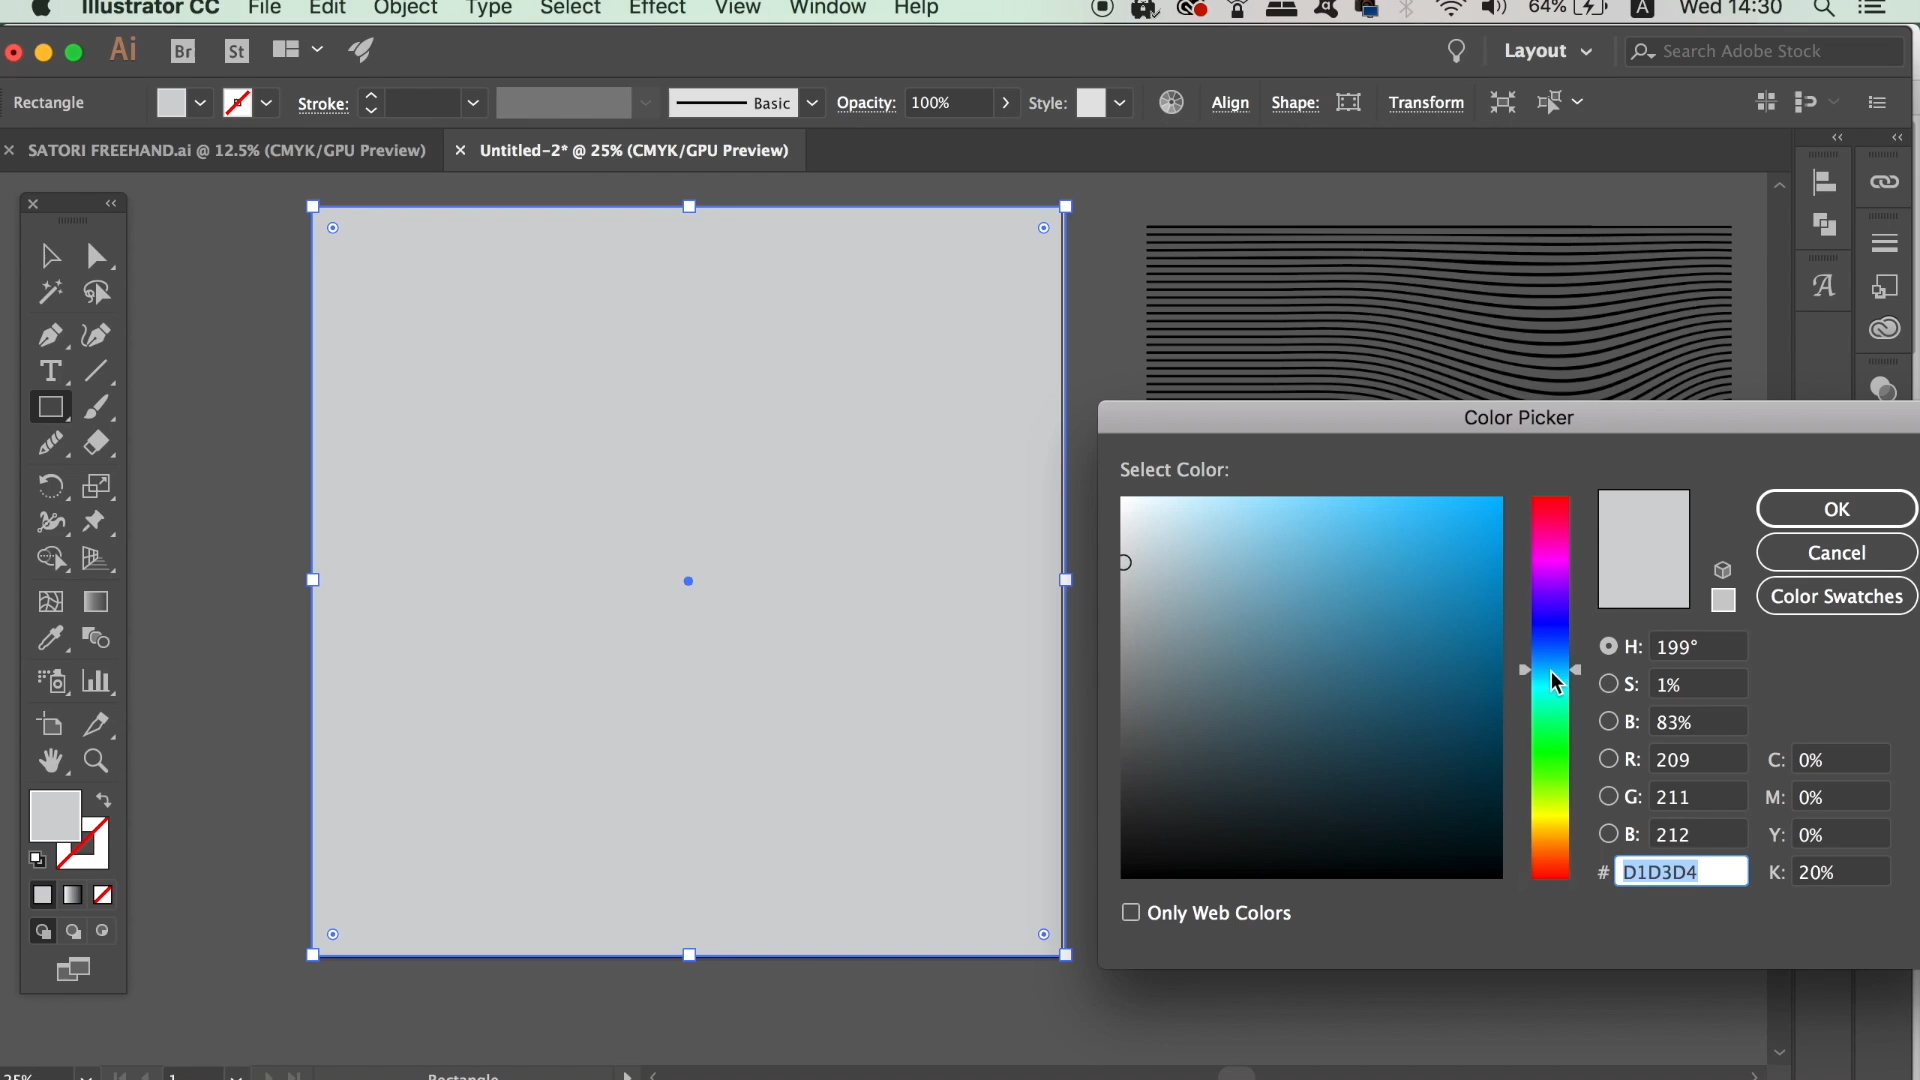 Illustrator CC File Edit Object Type Select Effect View Window Help 64% A Wed 14:30
Ai Br St Layout Search Adobe Stock
Rectangle Stroke: Basic Opacity: 100% Style: Align Shape: Transform
SATORI FREEHAND.ai @ 12.5% (CMYK/GPU Preview) Untitled-2* @ 25% (CMYK/GPU Preview)
Color Picker
Select Color:
OK
Cancel
Color Swatches
H: 199°
S: 1%
B: 83%
R: 209 C: 0%
G: 211 M: 0%
B: 212 Y: 0%
# D1D3D4 K: 20%
Only Web Colors
25% 1 Rectangle